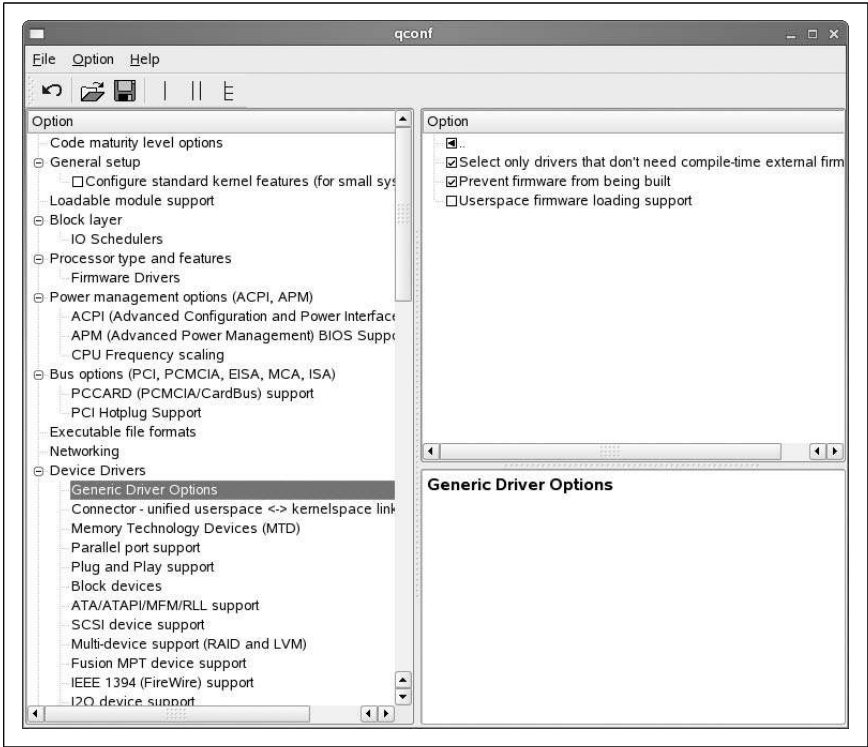 qconf
File Option Help
Option
Code maturity level options
General setup
Configure standard kernel features (for small sys
Loadable module support
Block layer
IO Schedulers
Processor type and features
Firmware Drivers
Power management options (ACPI, APM)
ACPI (Advanced Configuration and Power Interface
APM (Advanced Power Management) BIOS Suppo
CPU Frequency scaling
Bus options (PCI, PCMCIA, EISA, MCA, ISA)
PCCARD (PCMCIA/CardBus) support
PCI Hotplug Support
Executable file formats
Networking
Device Drivers
Generic Driver Options
Connector - unified userspace <-> kernelspace link
Memory Technology Devices (MTD)
Parallel port support
Plug and Play support
Block devices
ATA/ATAPI/MFM/RLL support
SCSI device support
Multi-device support (RAID and LVM)
Fusion MPT device support
IEEE 1394 (FireWire) support
I2O device support
Option
..
Select only drivers that don't need compile-time external firm
Prevent firmware from being built
Userspace firmware loading support
Generic Driver Options